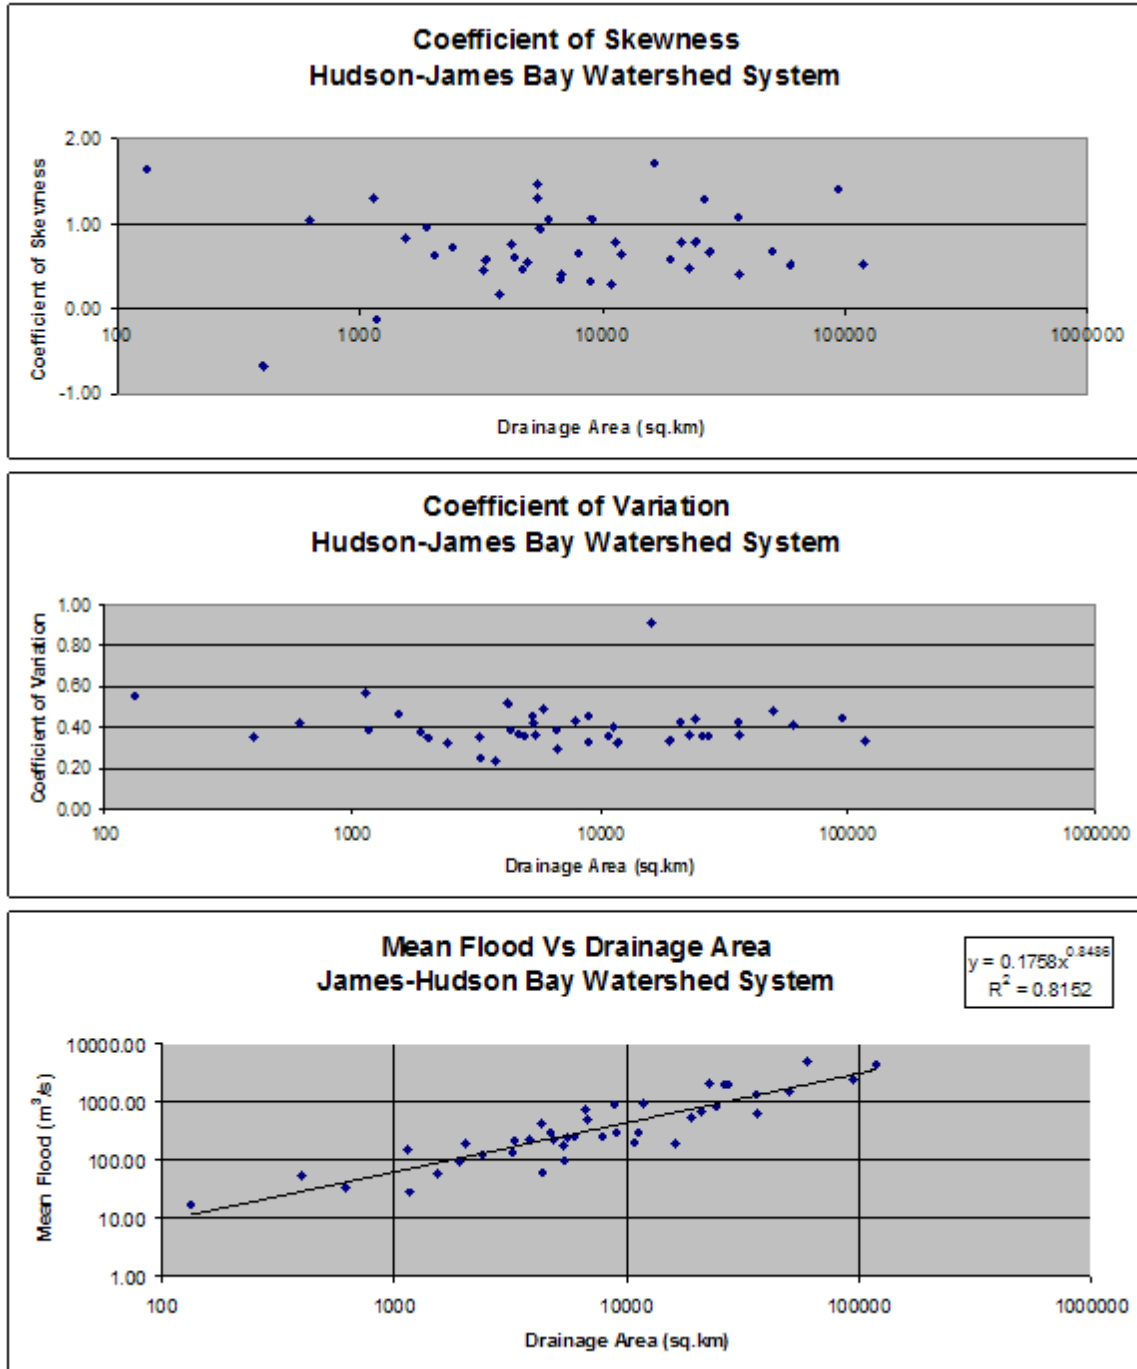 Coefficient of Skewness
Hudson-James Bay Watershed System
2.00
1.00
0.00
-1.00
Coefficient of Skewness
100
1000
10000
100000
1000000
Drainage Area (sq.km)
Coefficient of Variation
Hudson-James Bay Watershed System
1.00
0.80
0.60
0.40
0.20
0.00
Coefficient of Variation
100
1000
10000
100000
1000000
Drainage Area (sq.km)
Mean Flood Vs Drainage Area
James-Hudson Bay Watershed System
y = 0.1758x^0.8486
R² = 0.8152
10000.00
1000.00
100.00
10.00
1.00
Mean Flood (m³/s)
100
1000
10000
100000
1000000
Drainage Area (sq.km)